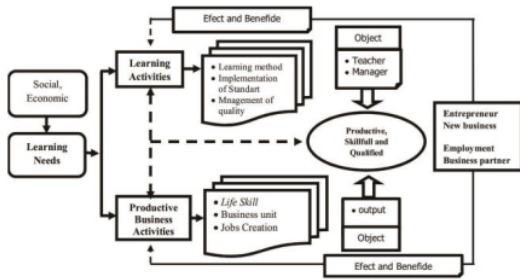 Efect and Benefide
Object
• Teacher
• Manager
Learning
Activities
• Learning method
• Implementation
of Standart
• Mnagement of
quality
Social,
Economic
Learning
Needs
Productive,
Skillfull and
Qualified
Entrepreneur
New business
Employment
Business partner
Productive
Business
Activities
• Life Skill
• Business unit
• Jobs Creation
• output
Object
Efect and Benefide